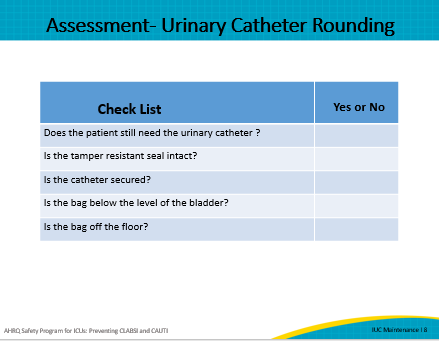 Assessment- Urinary Catheter Rounding
Check List
Yes or No
Does the patient still need the urinary catheter ?
Is the tamper resistant seal intact?
Is the catheter secured?
Is the bag below the level of the bladder?
Is the bag off the floor?
AHRQ Safety Program for ICUs: Preventing CLABSI and CAUTI
IUC Maintenance | 8